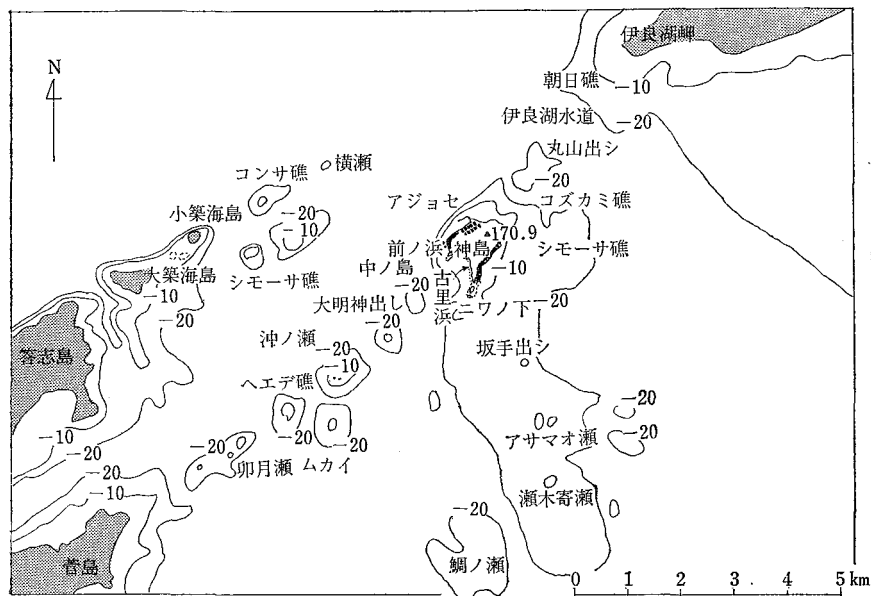 伊良湖岬
N
朝日礁
-10
伊良湖水道
-20
丸山出シ
コンサ礁
横瀬
-20
アジョセ
コズカミ礁
小築海島
-20
-10
170.9
前ノ浜
神島
シモーサ礁
大築海島
シモーサ礁
中ノ島
古里浜
-10
-10
大明神出し
-20
ニワノ下
-20
-20
-20
坂手出シ
答志島
沖ノ瀬
-20
-10
ヘエデ礁
-20
アサマオ瀬
-20
-10
-20
-20
-20
卯月瀬
ムカイ
-20
-10
瀬木寄瀬
-20
菅島
鯛ノ瀬
0 1 2 3 4 5 km